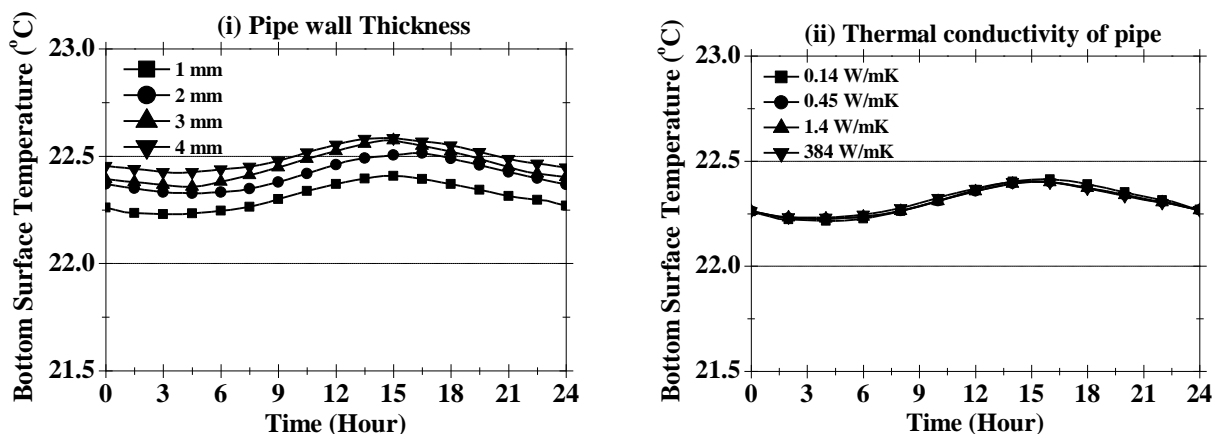 (i) Pipe wall Thickness
Bottom Surface Temperature (°C)
23.0
22.5
22.0
21.5
1 mm
2 mm
3 mm
4 mm
0 3 6 9 12 15 18 21 24
Time (Hour)
(ii) Thermal conductivity of pipe
Bottom Surface Temperature (°C)
23.0
22.5
22.0
21.5
0.14 W/mK
0.45 W/mK
1.4 W/mK
384 W/mK
0 3 6 9 12 15 18 21 24
Time (Hour)